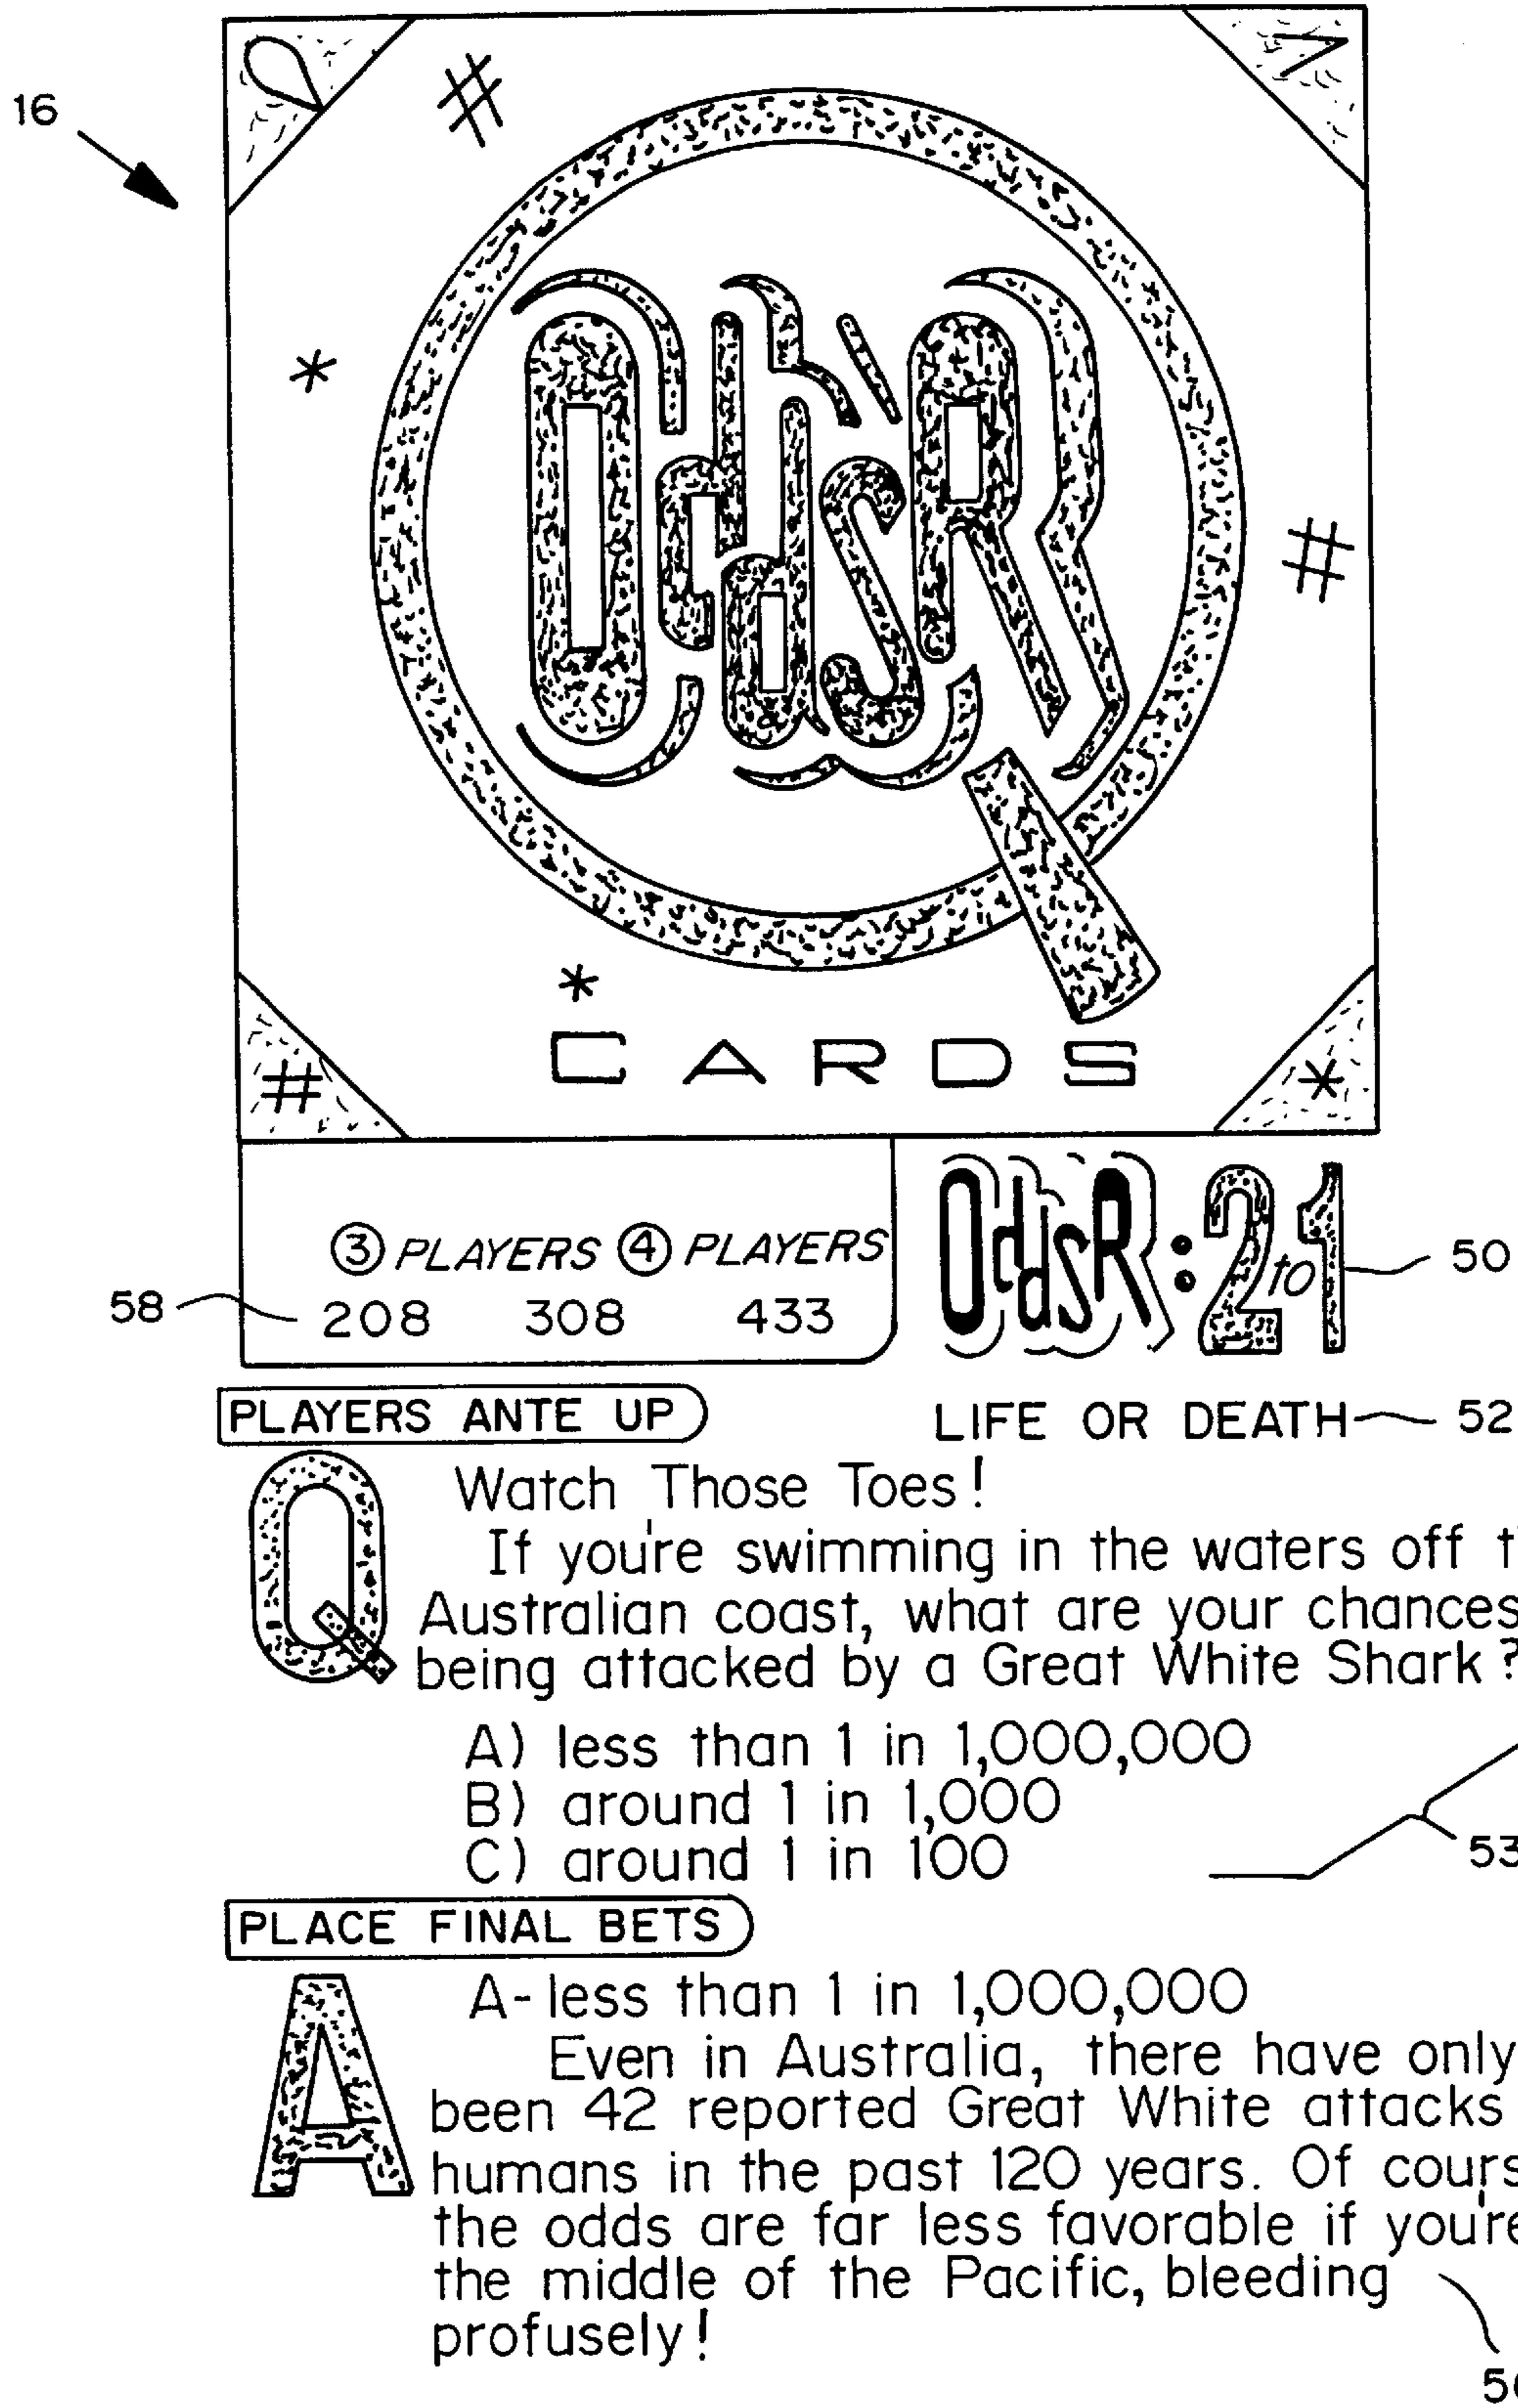 16
#
*
OddsR
#
*
CARDS
#
*
③ PLAYERS ④ PLAYERS
58
208 308 433
OddsR: 2 to 1
50
PLAYERS ANTE UP
LIFE OR DEATH
52
Q
Watch Those Toes!
If you're swimming in the waters off
Australian coast, what are your chances
being attacked by a Great White Shark?
A) less than 1 in 1,000,000
B) around 1 in 1,000
C) around 1 in 100
53
PLACE FINAL BETS
A
A-less than 1 in 1,000,000
Even in Australia, there have only
been 42 reported Great White attacks
humans in the past 120 years. Of
the odds are far less favorable if you're
the middle of the Pacific, bleeding
profusely!